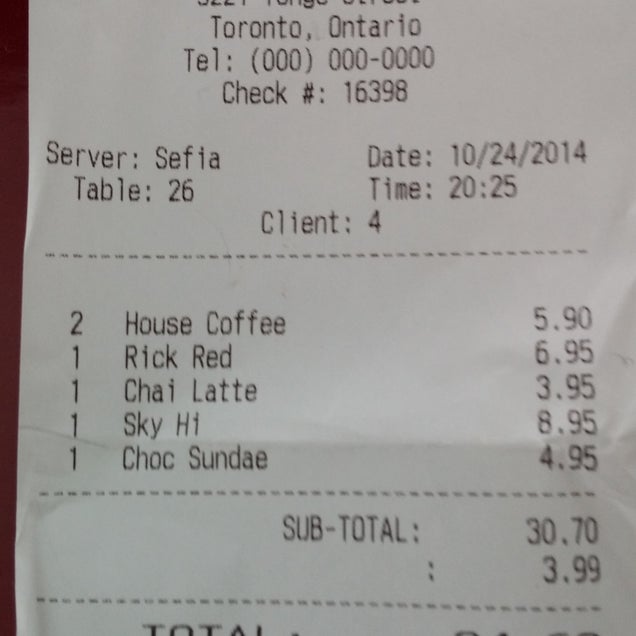 Toronto, Ontario
Tel: (000) 000-0000
Check #: 16398
Server: Sefia Date: 10/24/2014
Table: 26 Time: 20:25
Client: 4
2 House Coffee 5.90
1 Rick Red 6.95
1 Chai Latte 3.95
1 Sky Hi 8.95
1 Choc Sundae 4.95
SUB-TOTAL: 30.70
: 3.99
TOTAL: